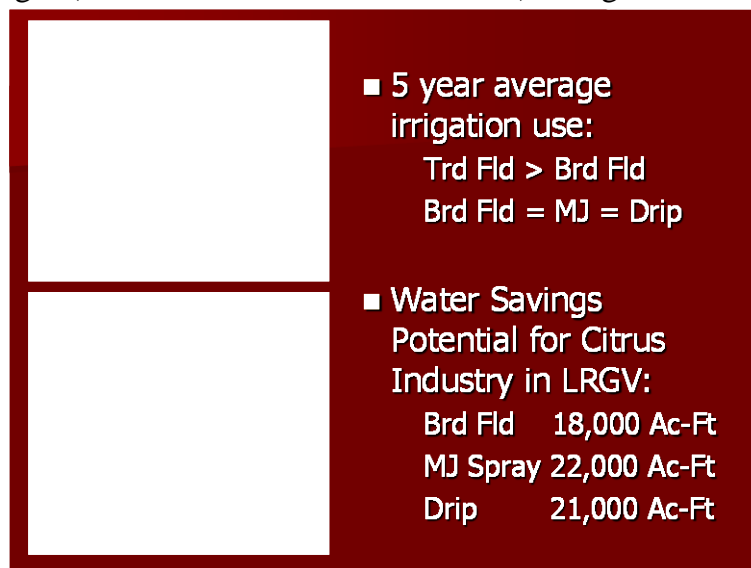 ■ 5 year average
irrigation use:
Trd Fld > Brd Fld
Brd Fld = MJ = Drip
■ Water Savings
Potential for Citrus
Industry in LRGV:
Brd Fld 18,000 Ac-Ft
MJ Spray 22,000 Ac-Ft
Drip 21,000 Ac-Ft